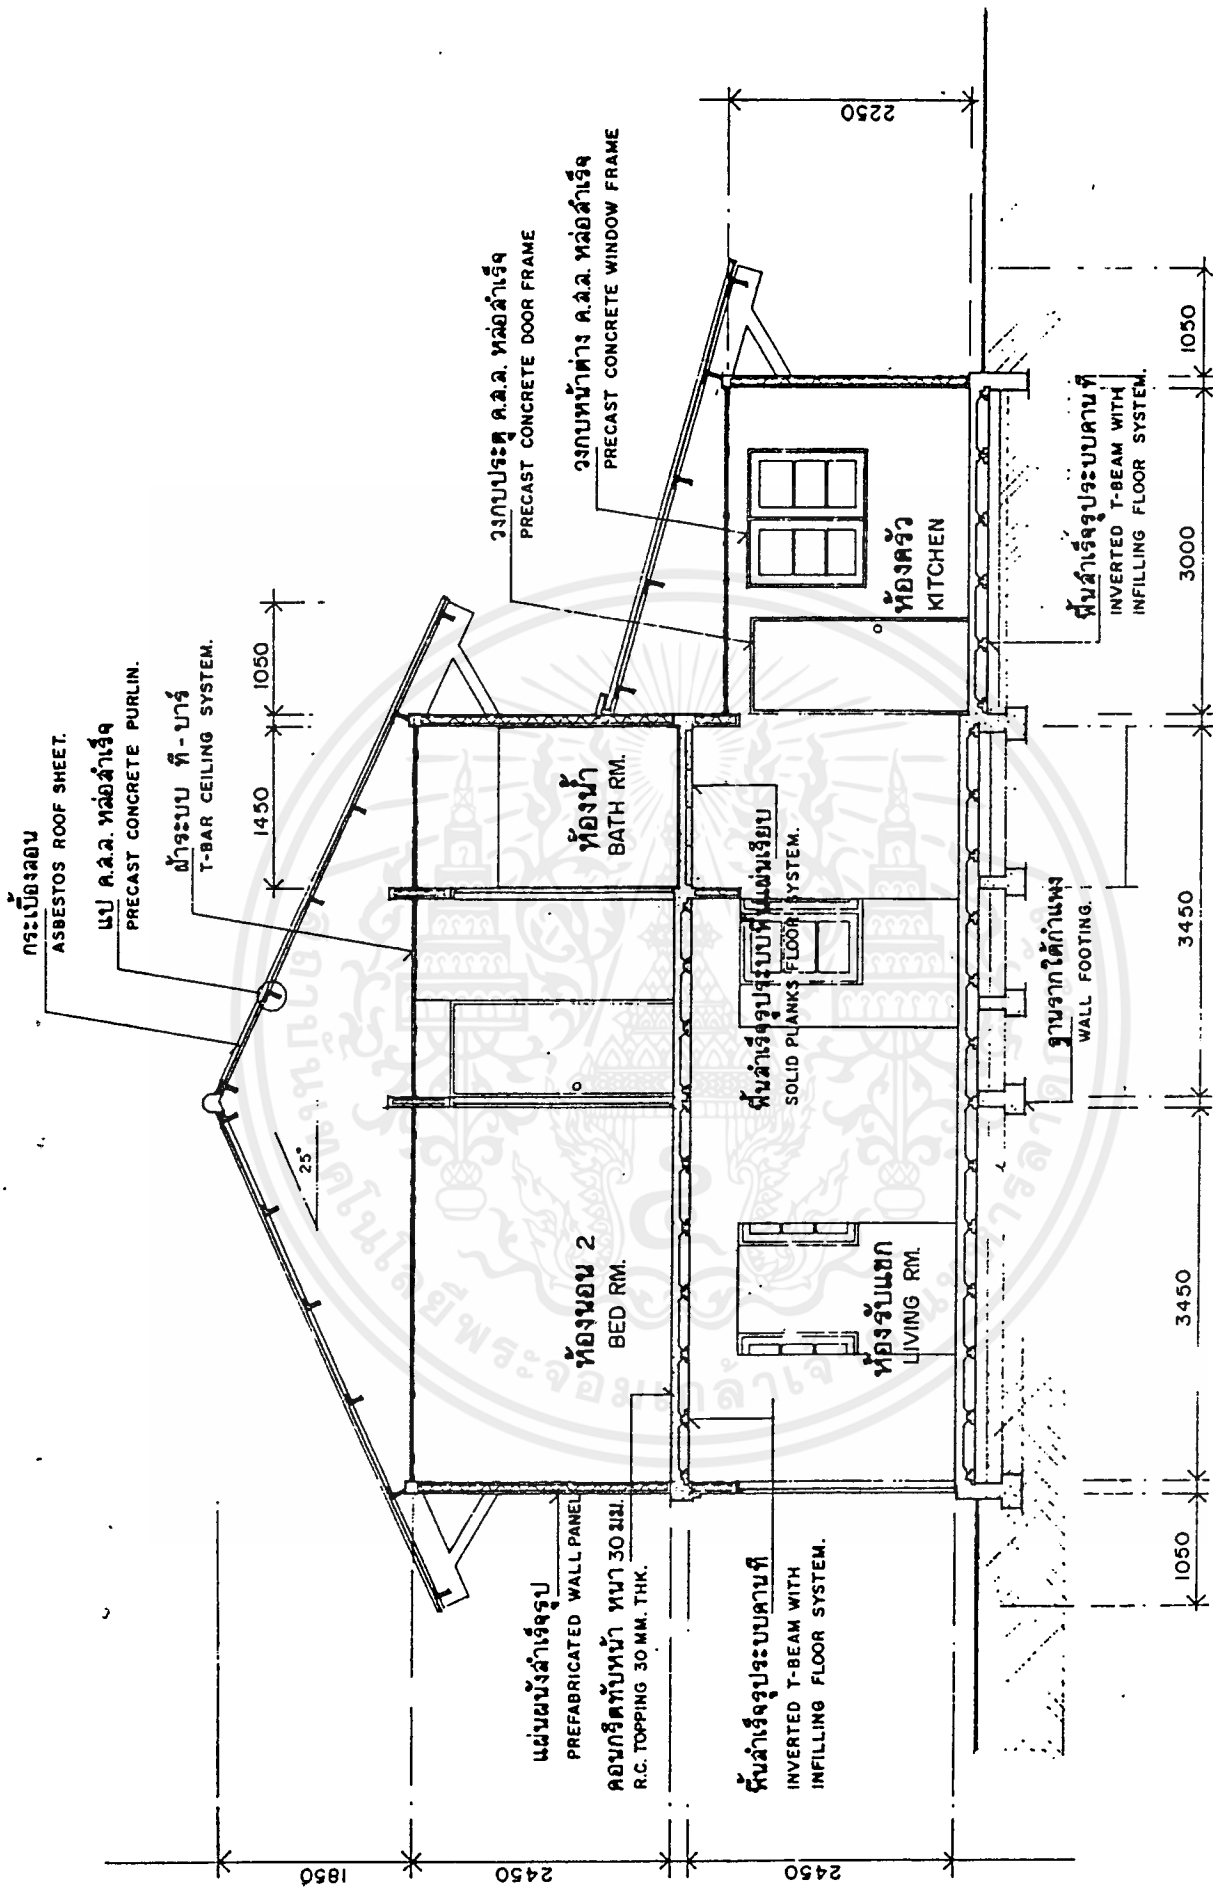 กระเบื้องลอน
ASBESTOS ROOF SHEET.
แป ค.ส.ล. หล่อสำเร็จ
PRECAST CONCRETE PURLIN.
ฝ้าระบบ ที-บาร์
T-BAR CEILING SYSTEM.
1450
1050
วงกบประตู ค.ส.ล. หล่อสำเร็จ
PRECAST CONCRETE DOOR FRAME
วงกบหน้าต่าง ค.ส.ล. หล่อสำเร็จ
PRECAST CONCRETE WINDOW FRAME
25°
1850
2450
2450
2250
แผ่นผนังสำเร็จรูป
PREFABRICATED WALL PANEL
คอนกรีตทับหน้า หนา 30 มม.
R.C. TOPPING 30 MM. THK.
พื้นสำเร็จรูประบบคานที
INVERTED T-BEAM WITH
INFILLING FLOOR SYSTEM.
ห้องนอน 2
BED RM.
ห้องน้ำ
BATH RM.
พื้นสำเร็จรูประบบพื้นแผ่นเรียบ
SOLID PLANKS FLOOR SYSTEM.
ห้องรับแขก
LIVING RM.
ห้องครัว
KITCHEN
ฐานรากใต้กำแพง
WALL FOOTING.
พื้นสำเร็จรูประบบคานที
INVERTED T-BEAM WITH
INFILLING FLOOR SYSTEM.
1050
3450
3450
3000
1050